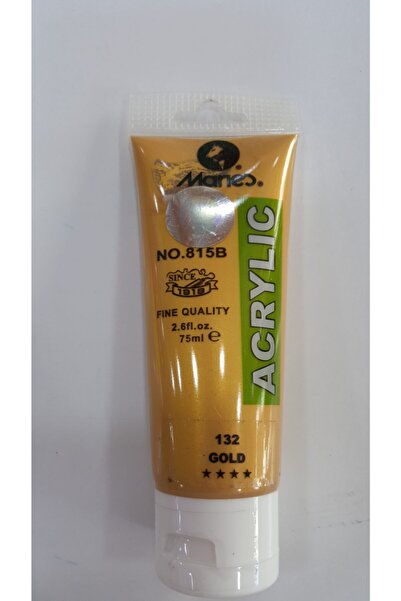 Maries®
NO.815B
SINCE
1919
FINE QUALITY
2.6fl.oz.
75ml e
ACRYLIC
132
GOLD